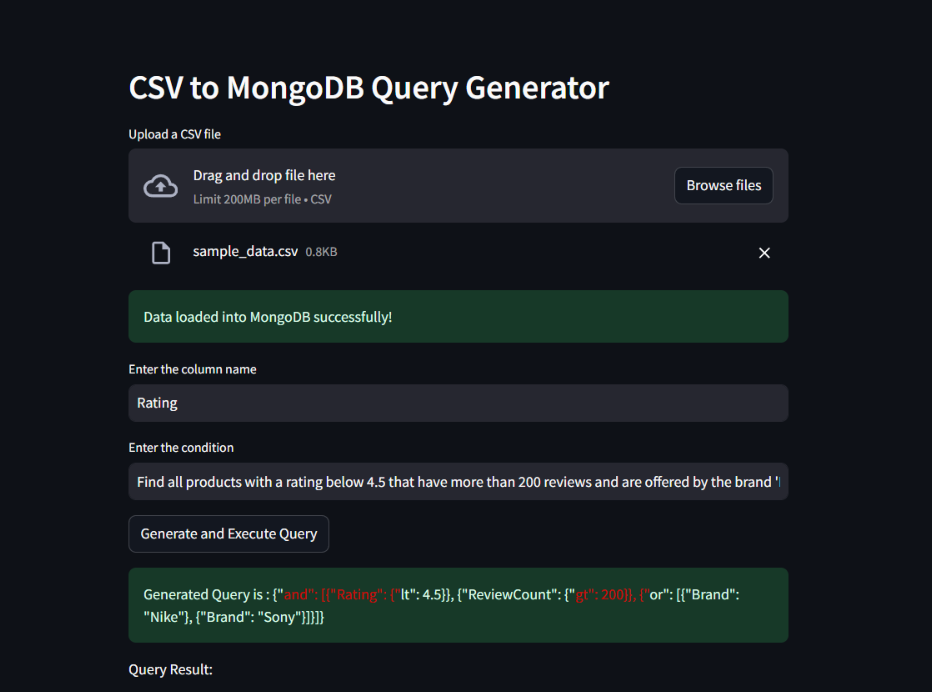 CSV to MongoDB Query Generator
Upload a CSV file
Drag and drop file here
Limit 200MB per file • CSV
Browse files
sample_data.csv 0.8KB
Data loaded into MongoDB successfully!
Enter the column name
Rating
Enter the condition
Find all products with a rating below 4.5 that have more than 200 reviews and are offered by the brand '
Generate and Execute Query
Generated Query is : {"and": [{"Rating": {"lt": 4.5}}, {"ReviewCount": {"gt": 200}}, {"or": [{"Brand":
"Nike"}, {"Brand": "Sony"}]}]}
Query Result: